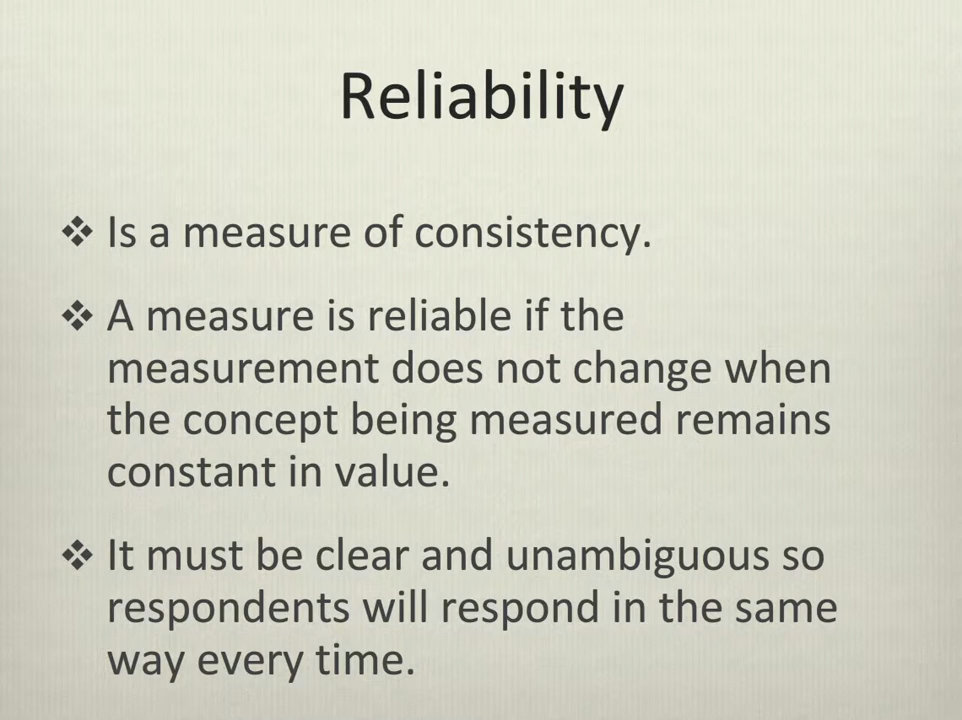 Reliability
❖ Is a measure of consistency.
❖ A measure is reliable if the
measurement does not change when
the concept being measured remains
constant in value.
❖ It must be clear and unambiguous so
respondents will respond in the same
way every time.